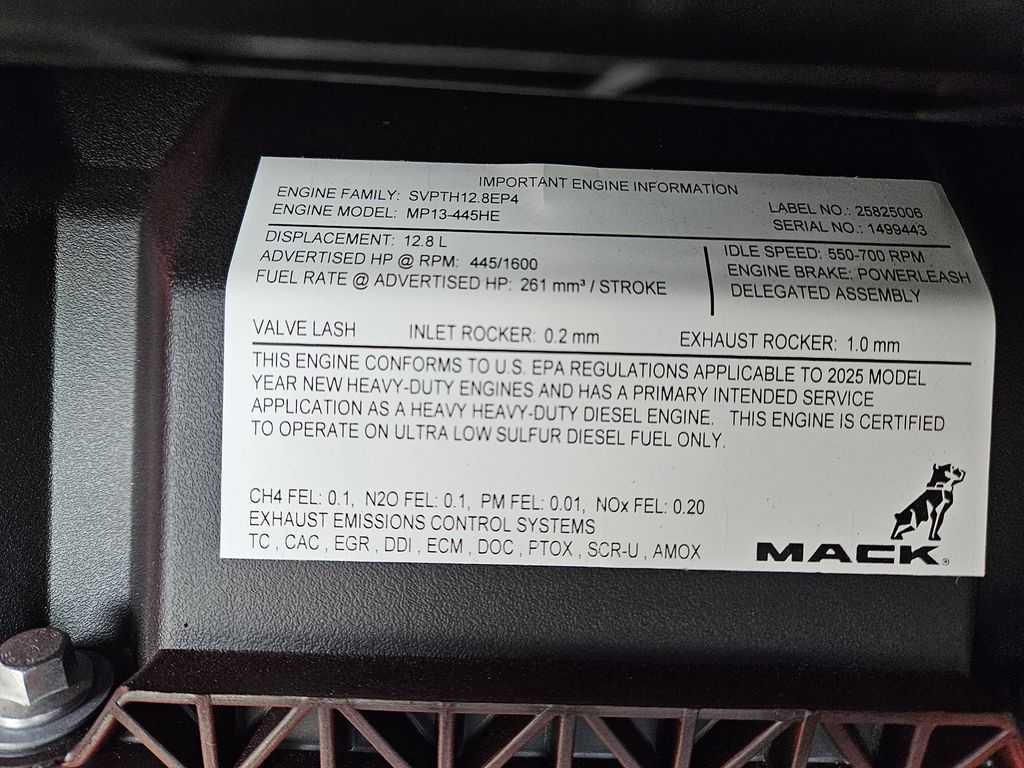 IMPORTANT ENGINE INFORMATION
ENGINE FAMILY: SVPTH12.8EP4
ENGINE MODEL: MP13-445HE
LABEL NO.: 25825006
SERIAL NO.: 1499443
DISPLACEMENT: 12.8 L
ADVERTISED HP @ RPM: 445/1600
FUEL RATE @ ADVERTISED HP: 261 mm³ / STROKE
IDLE SPEED: 550-700 RPM
ENGINE BRAKE: POWERLEASH
DELEGATED ASSEMBLY
VALVE LASH INLET ROCKER: 0.2 mm EXHAUST ROCKER: 1.0 mm
THIS ENGINE CONFORMS TO U.S. EPA REGULATIONS APPLICABLE TO 2025 MODEL
YEAR NEW HEAVY-DUTY ENGINES AND HAS A PRIMARY INTENDED SERVICE
APPLICATION AS A HEAVY HEAVY-DUTY DIESEL ENGINE. THIS ENGINE IS CERTIFIED
TO OPERATE ON ULTRA LOW SULFUR DIESEL FUEL ONLY.
CH4 FEL: 0.1, N2O FEL: 0.1, PM FEL: 0.01, NOx FEL: 0.20
EXHAUST EMISSIONS CONTROL SYSTEMS
TC , CAC , EGR , DDI , ECM , DOC , PTOX , SCR-U , AMOX
MACK®